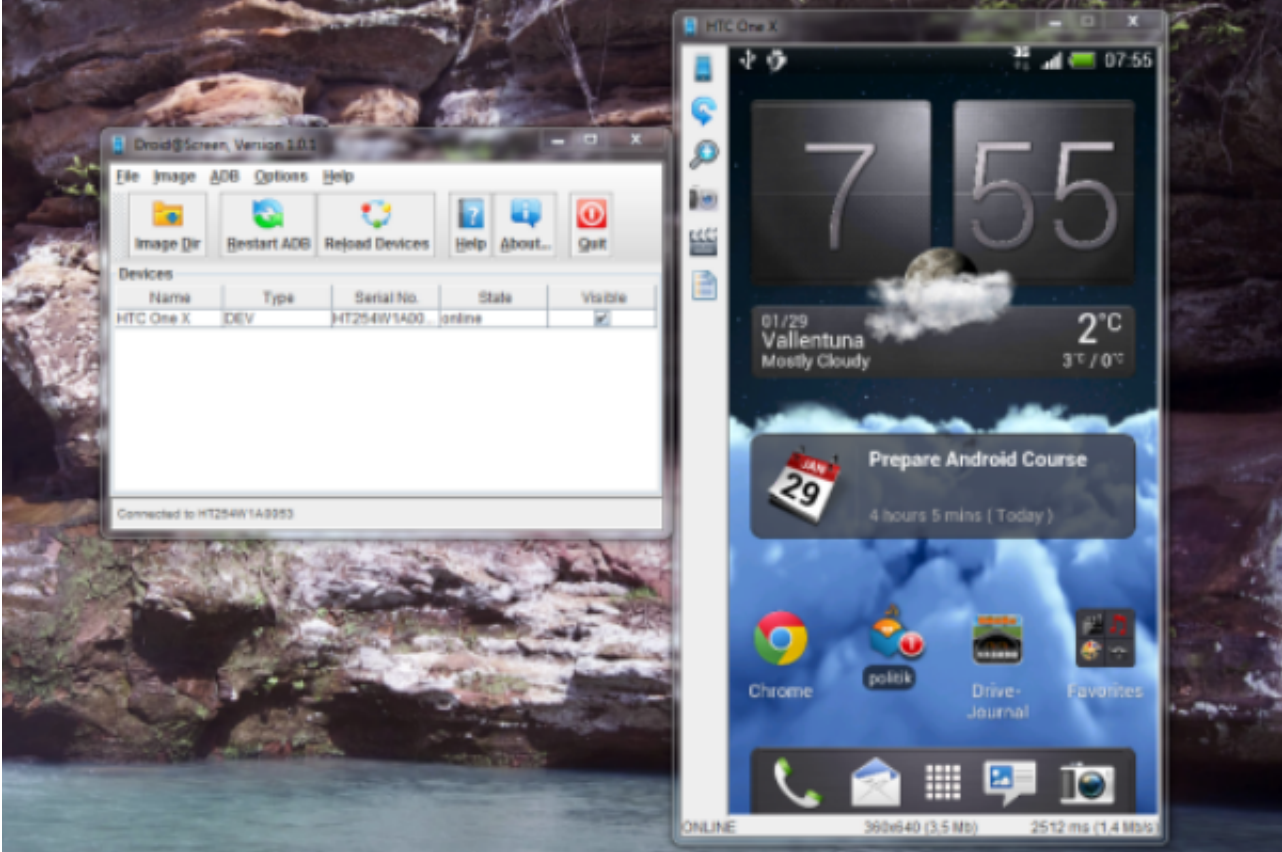 Droid@Screen, Version 1.0.1
File Image ADB Options Help
Image Dir Restart ADB Reload Devices Help About... Quit
Devices
Name Type Serial No. State Visible
HTC One X DEV HT254W1A00... online
Connected to HT254W1A0053
HTC One X
07:55
7 55
01/29
Vallentuna
Mostly Cloudy
2°C
3°C / 0°C
JAN
29
Prepare Android Course
4 hours 5 mins ( Today )
Chrome
politik
Drive-
Journal
Favorites
ONLINE 360x640 (3,5 Mb) 2512 ms (1,4 Mb/s)